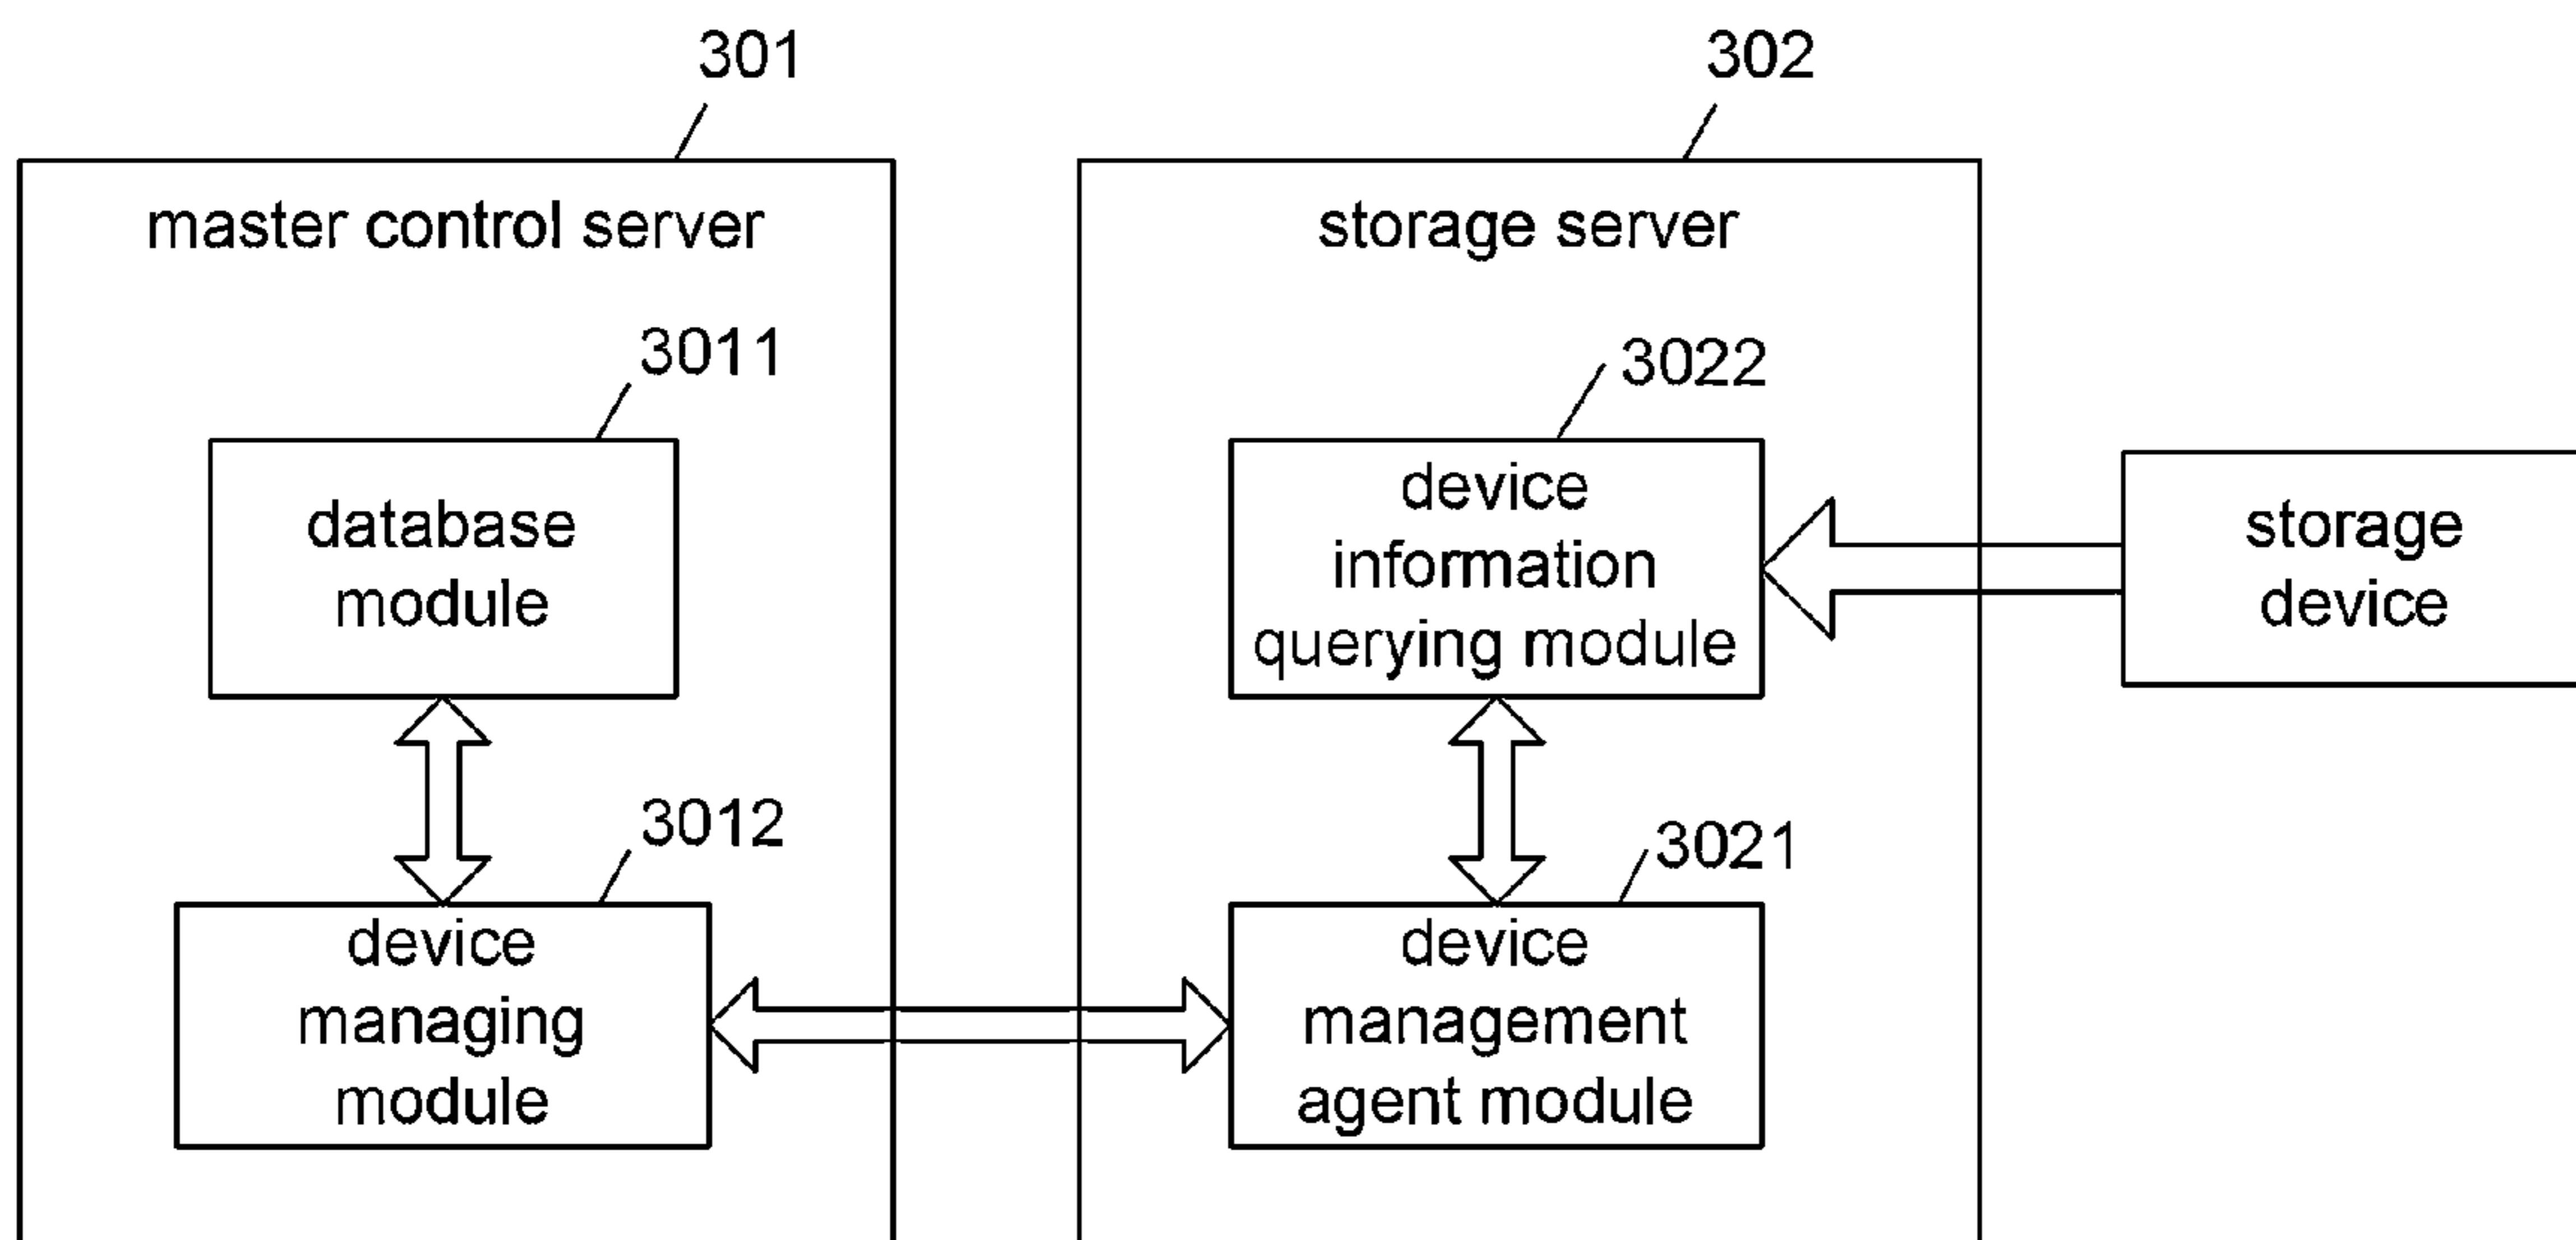 301
302
master control server
storage server
3011
3022
database
module
device
information
querying module
storage
device
3012
3021
device
managing
module
device
management
agent module